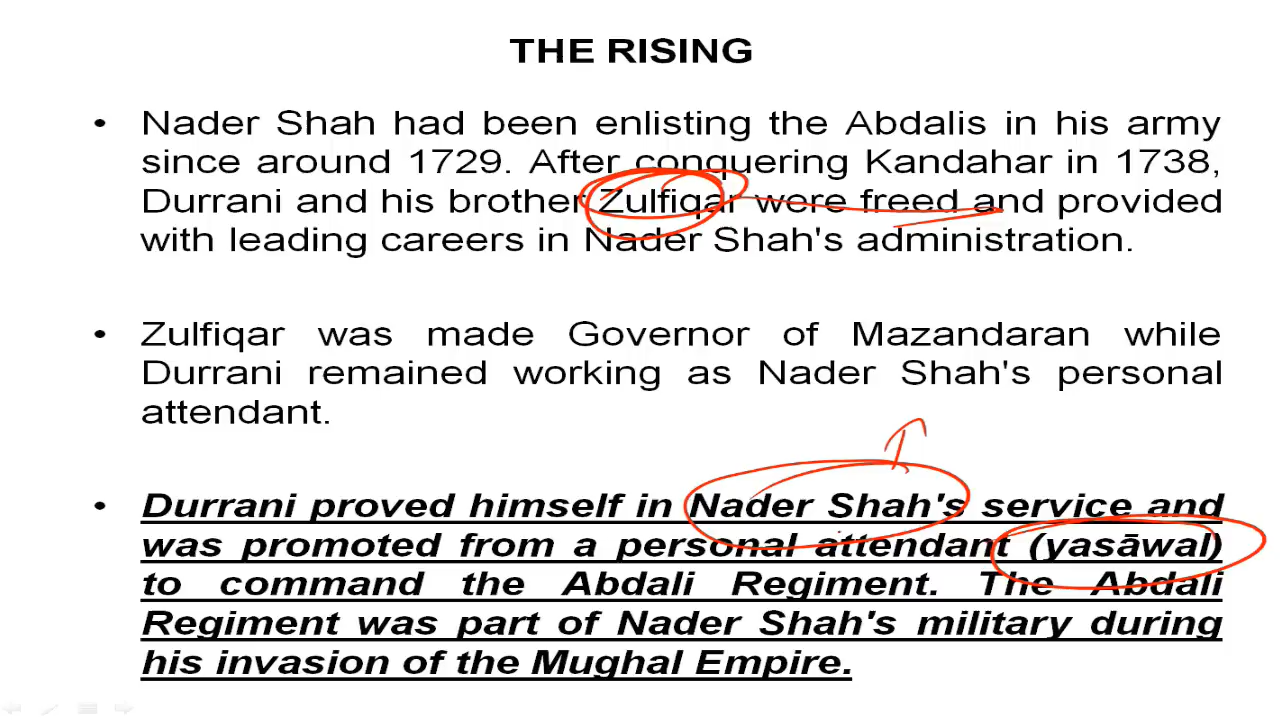 THE RISING
• Nader Shah had been enlisting the Abdalis in his army
since around 1729. After conquering Kandahar in 1738,
Durrani and his brother Zulfiqar were freed and provided
with leading careers in Nader Shah's administration.
• Zulfiqar was made Governor of Mazandaran while
Durrani remained working as Nader Shah's personal
attendant.
• Durrani proved himself in Nader Shah's service and
was promoted from a personal attendant (yasāwal)
to command the Abdali Regiment. The Abdali
Regiment was part of Nader Shah's military during
his invasion of the Mughal Empire.